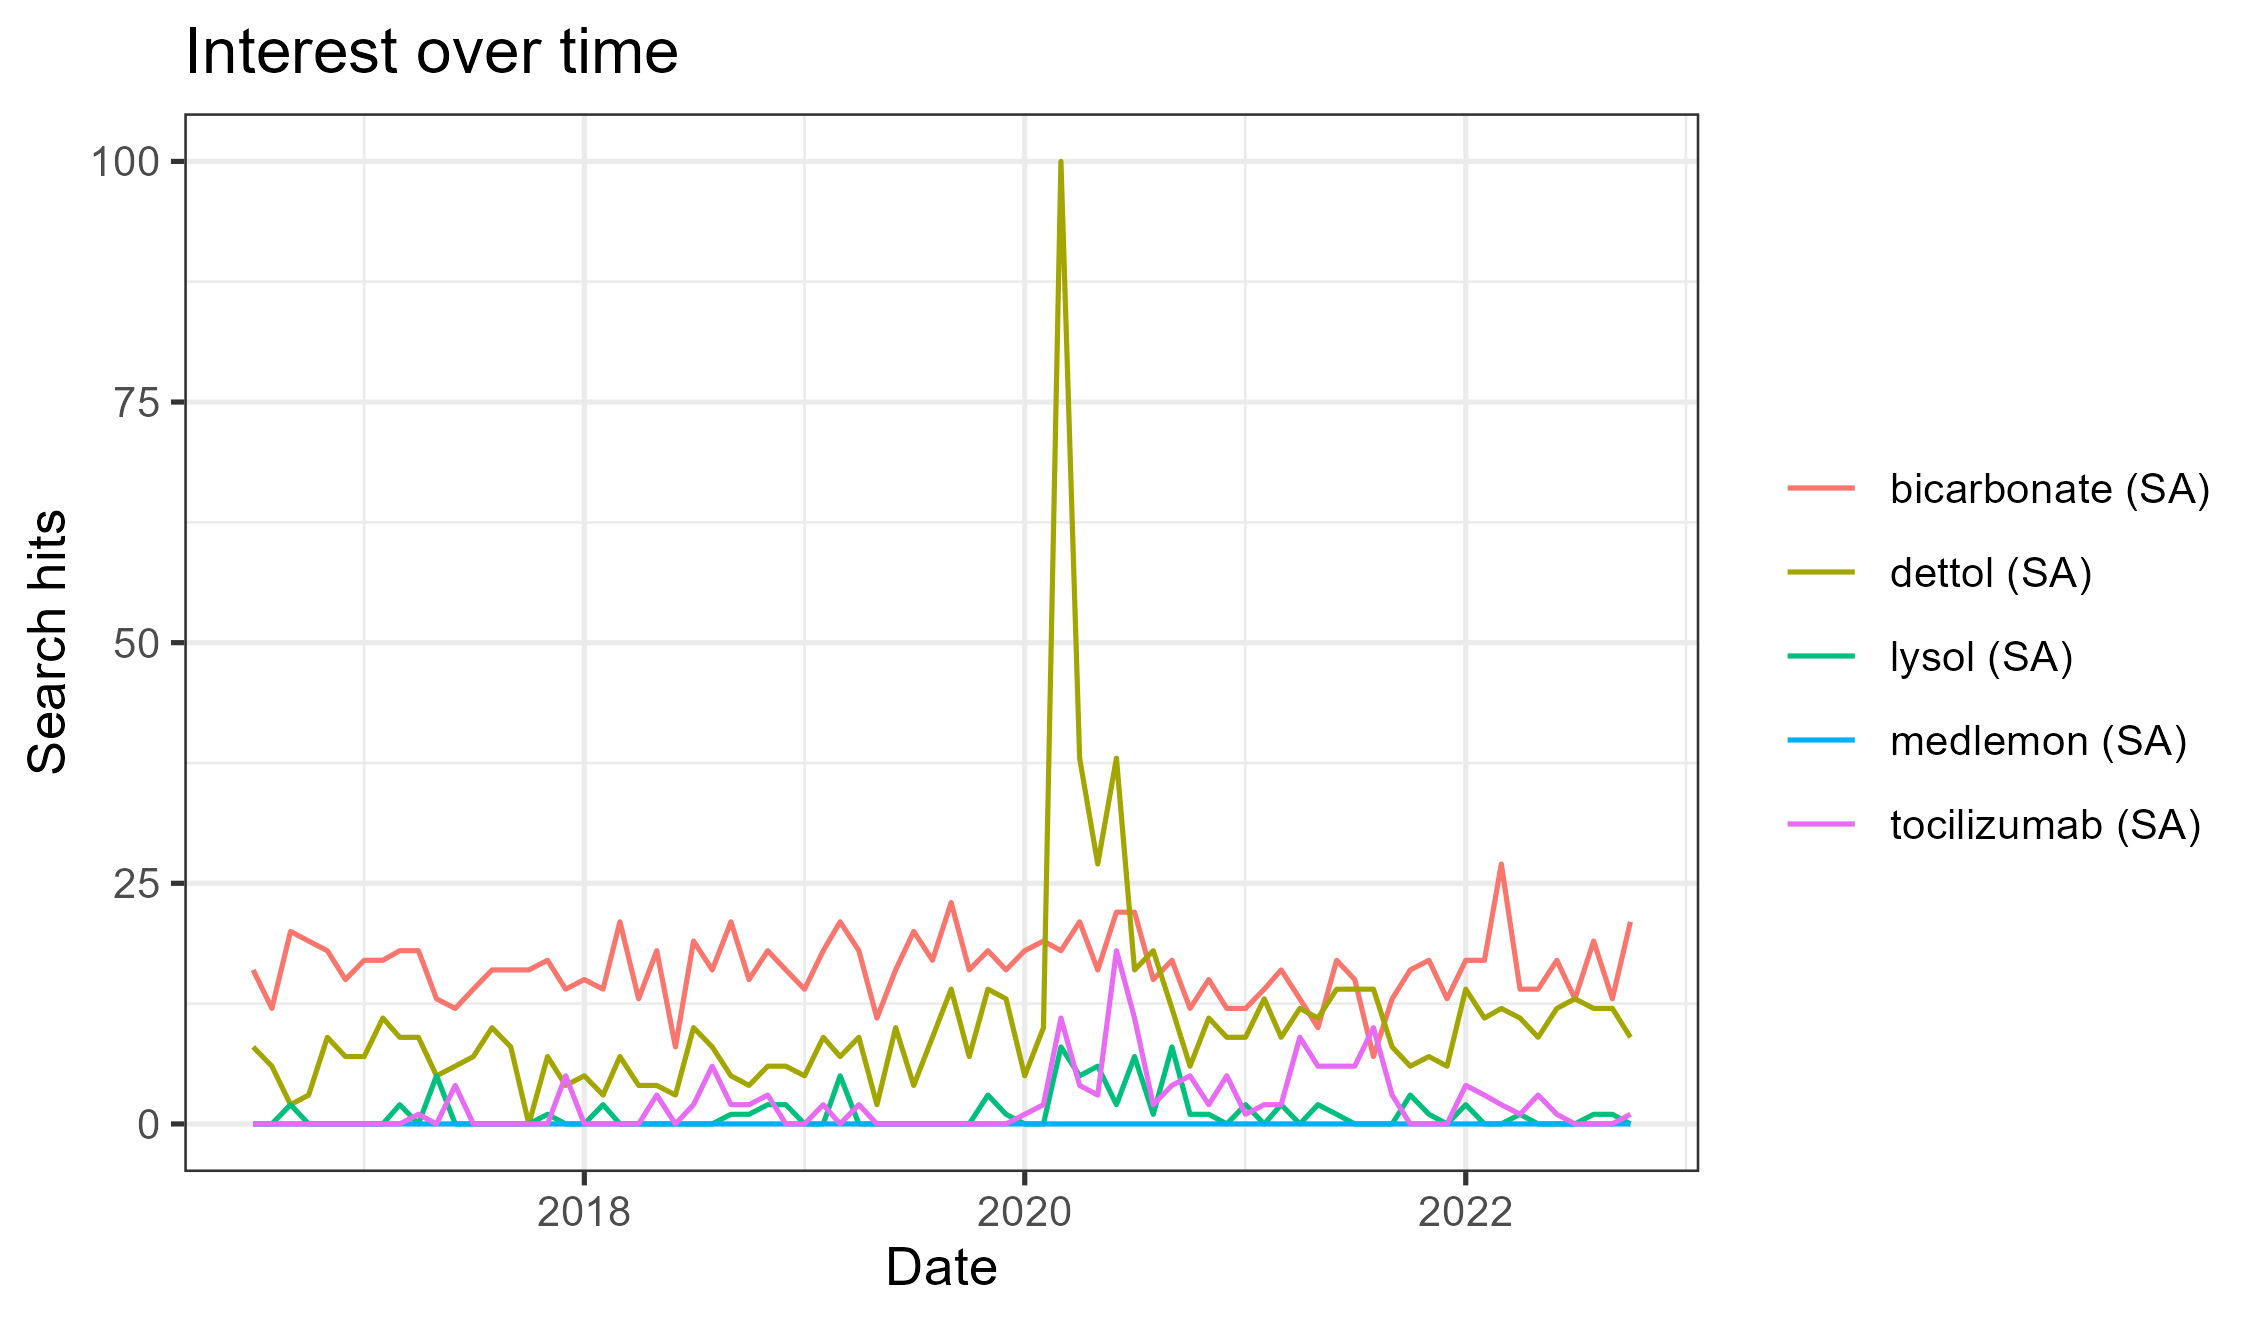 Interest over time
Search hits
100
75
50
25
0
2018
2020
2022
Date
bicarbonate (SA)
dettol (SA)
lysol (SA)
medlemon (SA)
tocilizumab (SA)